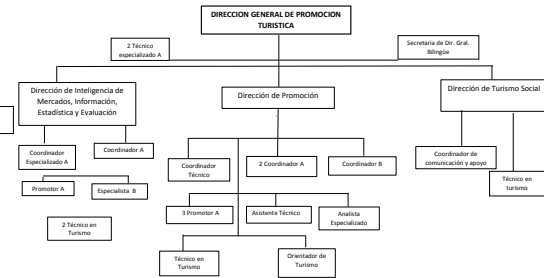 DIRECCION GENERAL DE PROMOCION
TURISTICA
2 Técnico
especializado A
Secretaria de Dir. Gral.
Bilingüe
Dirección de Inteligencia de
Mercados, Información,
Estadística y Evaluación
Dirección de Promoción
Dirección de Turismo Social
Coordinador
Especializado A
Coordinador A
Coordinador
Técnico
2 Coordinador A
Coordinador B
Coordinador de
comunicación y apoyo
Técnico en
turismo
Promotor A
Especialista B
3 Promotor A
Asistente Técnico
Analista
Especializado
2 Técnico en
Turismo
Técnico en
Turismo
Orientador de
Turismo